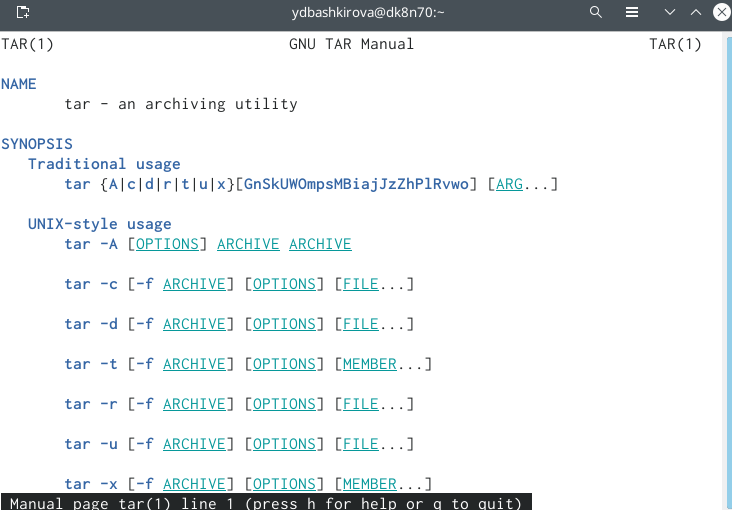 ydbashkirova@dk8n70:~
TAR(1) GNU TAR Manual TAR(1)
NAME
tar - an archiving utility
SYNOPSIS
Traditional usage
tar {A|c|d|r|t|u|x}[GnSkUWOmpsMBiajJzZhPlRvwo] [ARG...]
UNIX-style usage
tar -A [OPTIONS] ARCHIVE ARCHIVE
tar -c [-f ARCHIVE] [OPTIONS] [FILE...]
tar -d [-f ARCHIVE] [OPTIONS] [FILE...]
tar -t [-f ARCHIVE] [OPTIONS] [MEMBER...]
tar -r [-f ARCHIVE] [OPTIONS] [FILE...]
tar -u [-f ARCHIVE] [OPTIONS] [FILE...]
tar -x [-f ARCHIVE] [OPTIONS] [MEMBER...]
Manual page tar(1) line 1 (press h for help or q to quit)